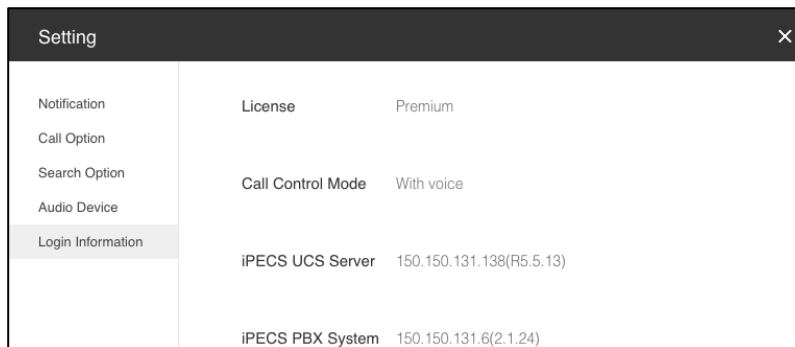 Setting
Notification
Call Option
Search Option
Audio Device
Login Information
License Premium
Call Control Mode With voice
iPECS UCS Server 150.150.131.138(R5.5.13)
iPECS PBX System 150.150.131.6(2.1.24)